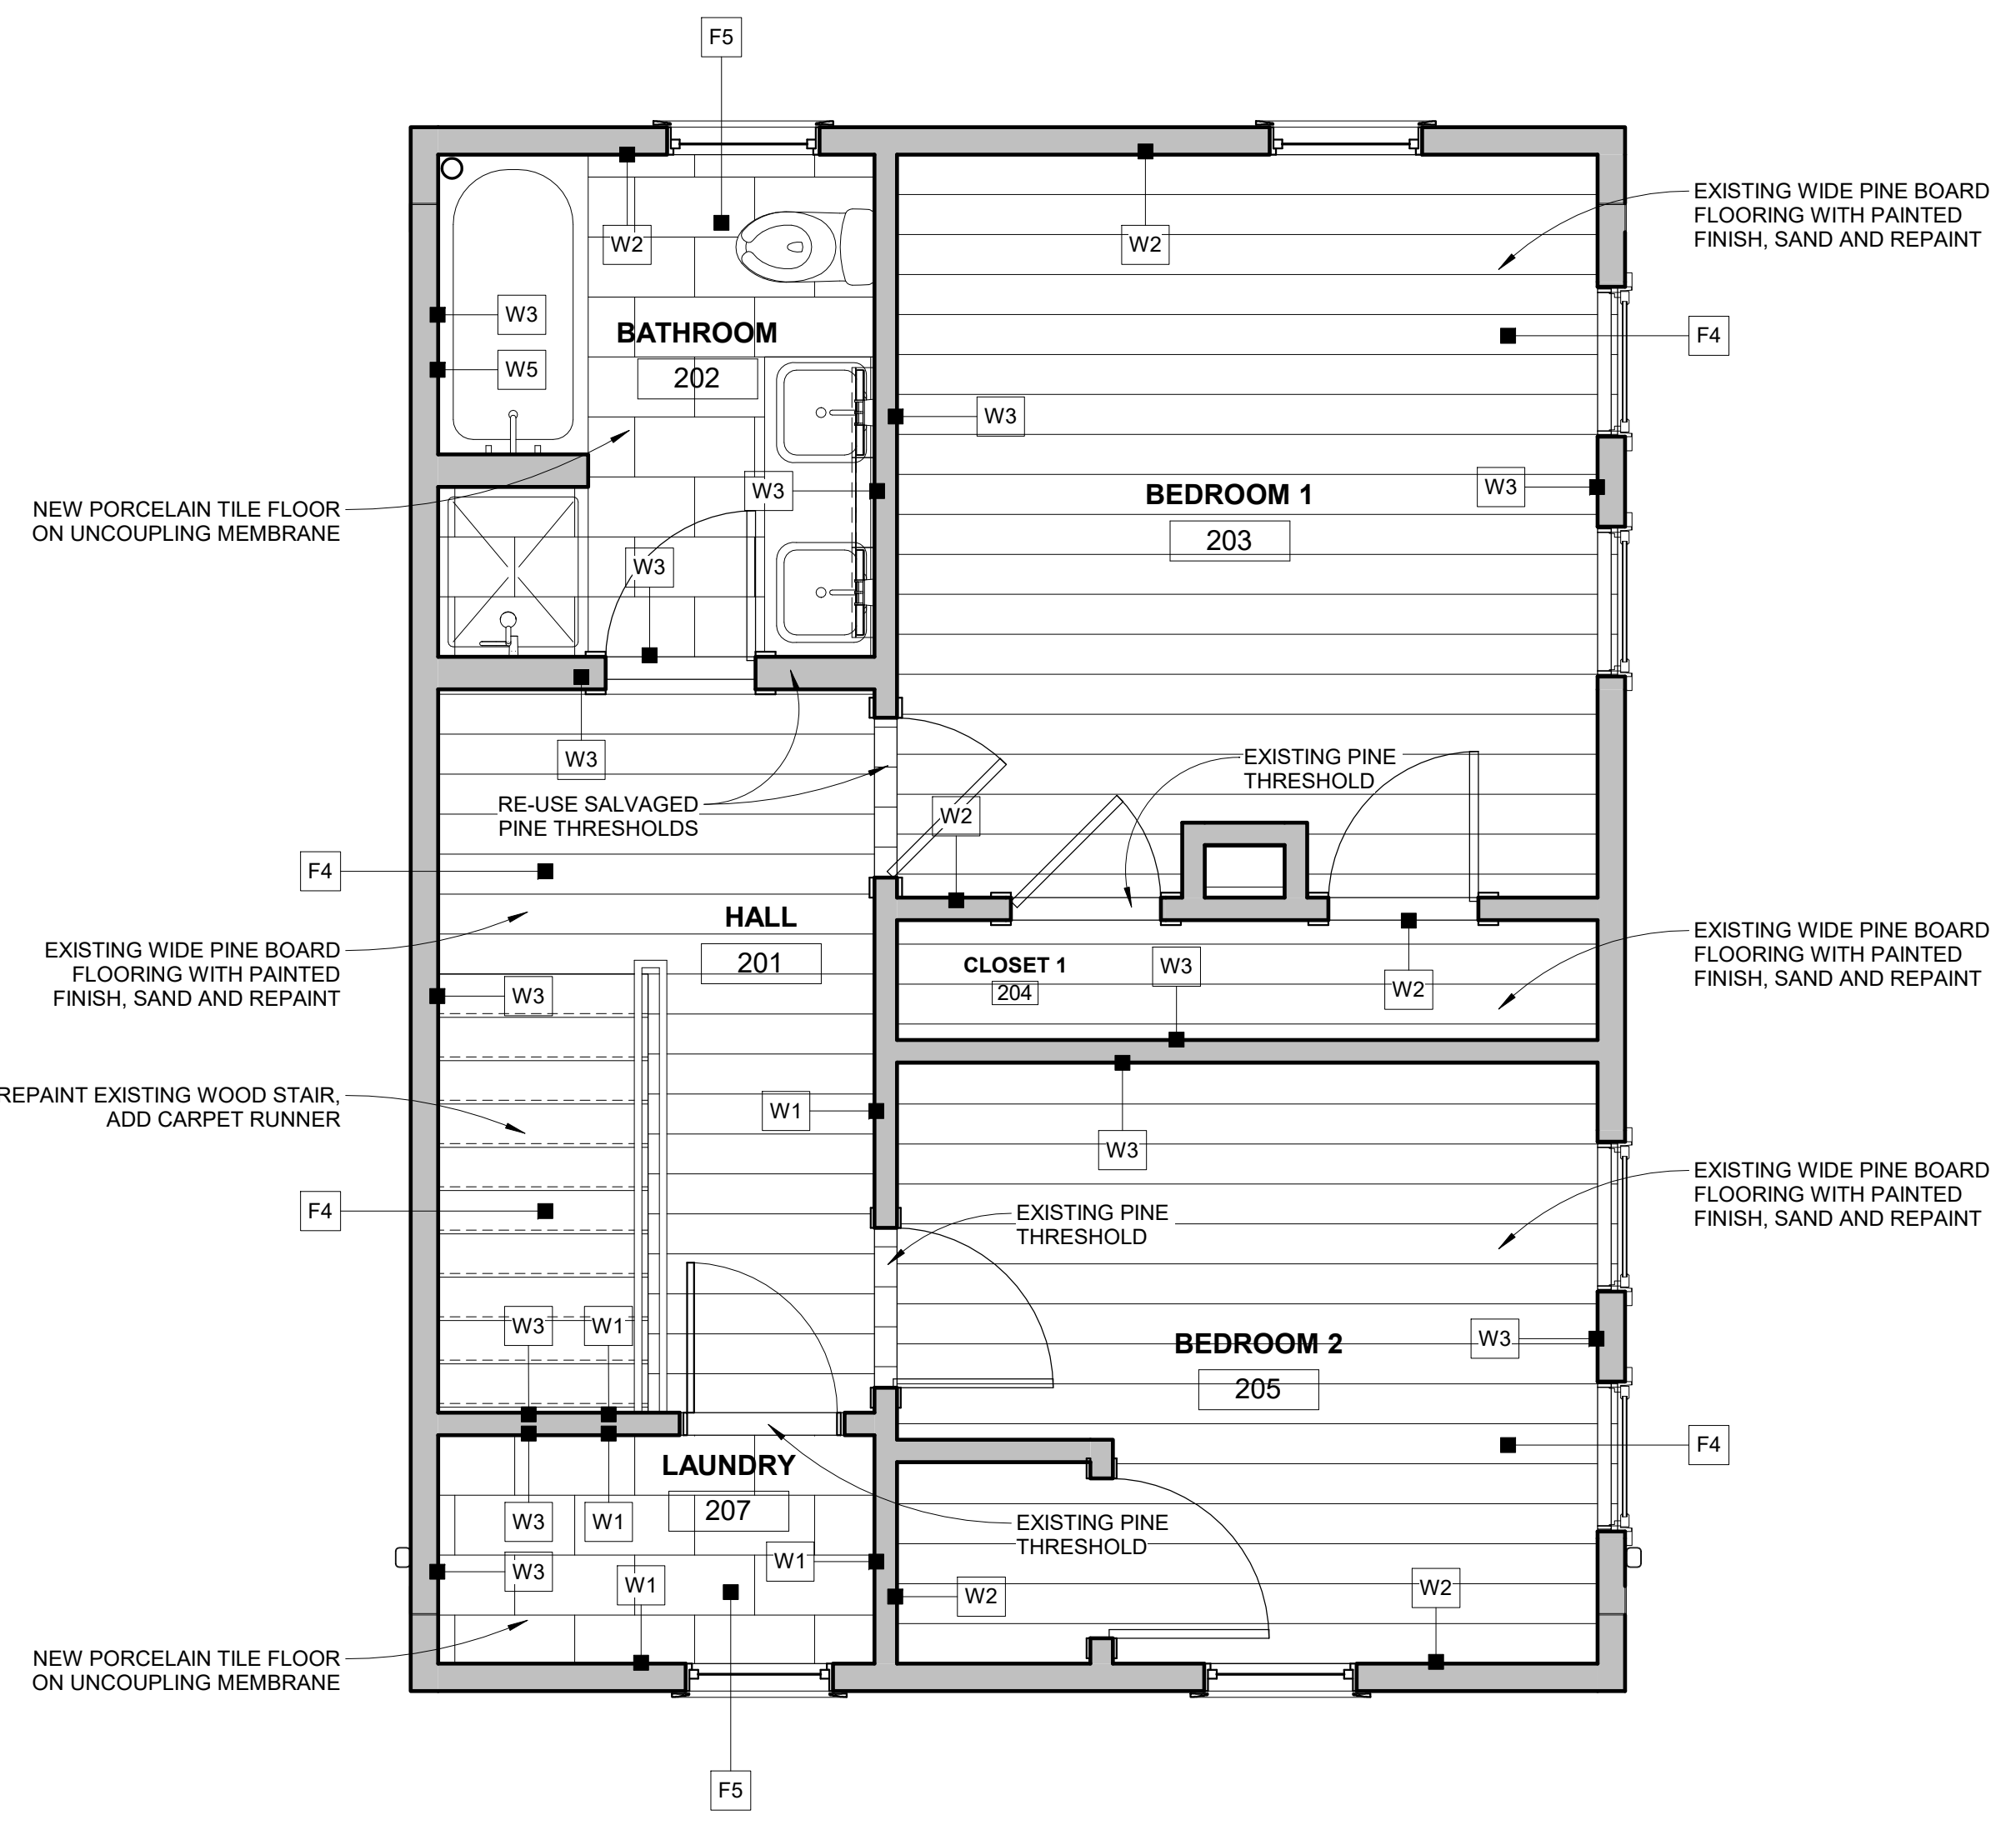 F5
EXISTING WIDE PINE BOARD
FLOORING WITH PAINTED
FINISH, SAND AND REPAINT
W2
W2
W3
BATHROOM
202
W5
F4
W3
W3
W3
BEDROOM 1
203
NEW PORCELAIN TILE FLOOR
ON UNCOUPLING MEMBRANE
W3
W3
EXISTING PINE
THRESHOLD
RE-USE SALVAGED
PINE THRESHOLDS
W2
F4
HALL
201
EXISTING WIDE PINE BOARD
FLOORING WITH PAINTED
FINISH, SAND AND REPAINT
W3
CLOSET 1
204
W3
W2
EXISTING WIDE PINE BOARD
FLOORING WITH PAINTED
FINISH, SAND AND REPAINT
REPAINT EXISTING WOOD STAIR,
ADD CARPET RUNNER
W1
W3
EXISTING WIDE PINE BOARD
FLOORING WITH PAINTED
FINISH, SAND AND REPAINT
F4
EXISTING PINE
THRESHOLD
W3
W1
BEDROOM 2
205
W3
F4
LAUNDRY
207
W3
W1
EXISTING PINE
THRESHOLD
W3
W1
W1
W2
W2
NEW PORCELAIN TILE FLOOR
ON UNCOUPLING MEMBRANE
F5